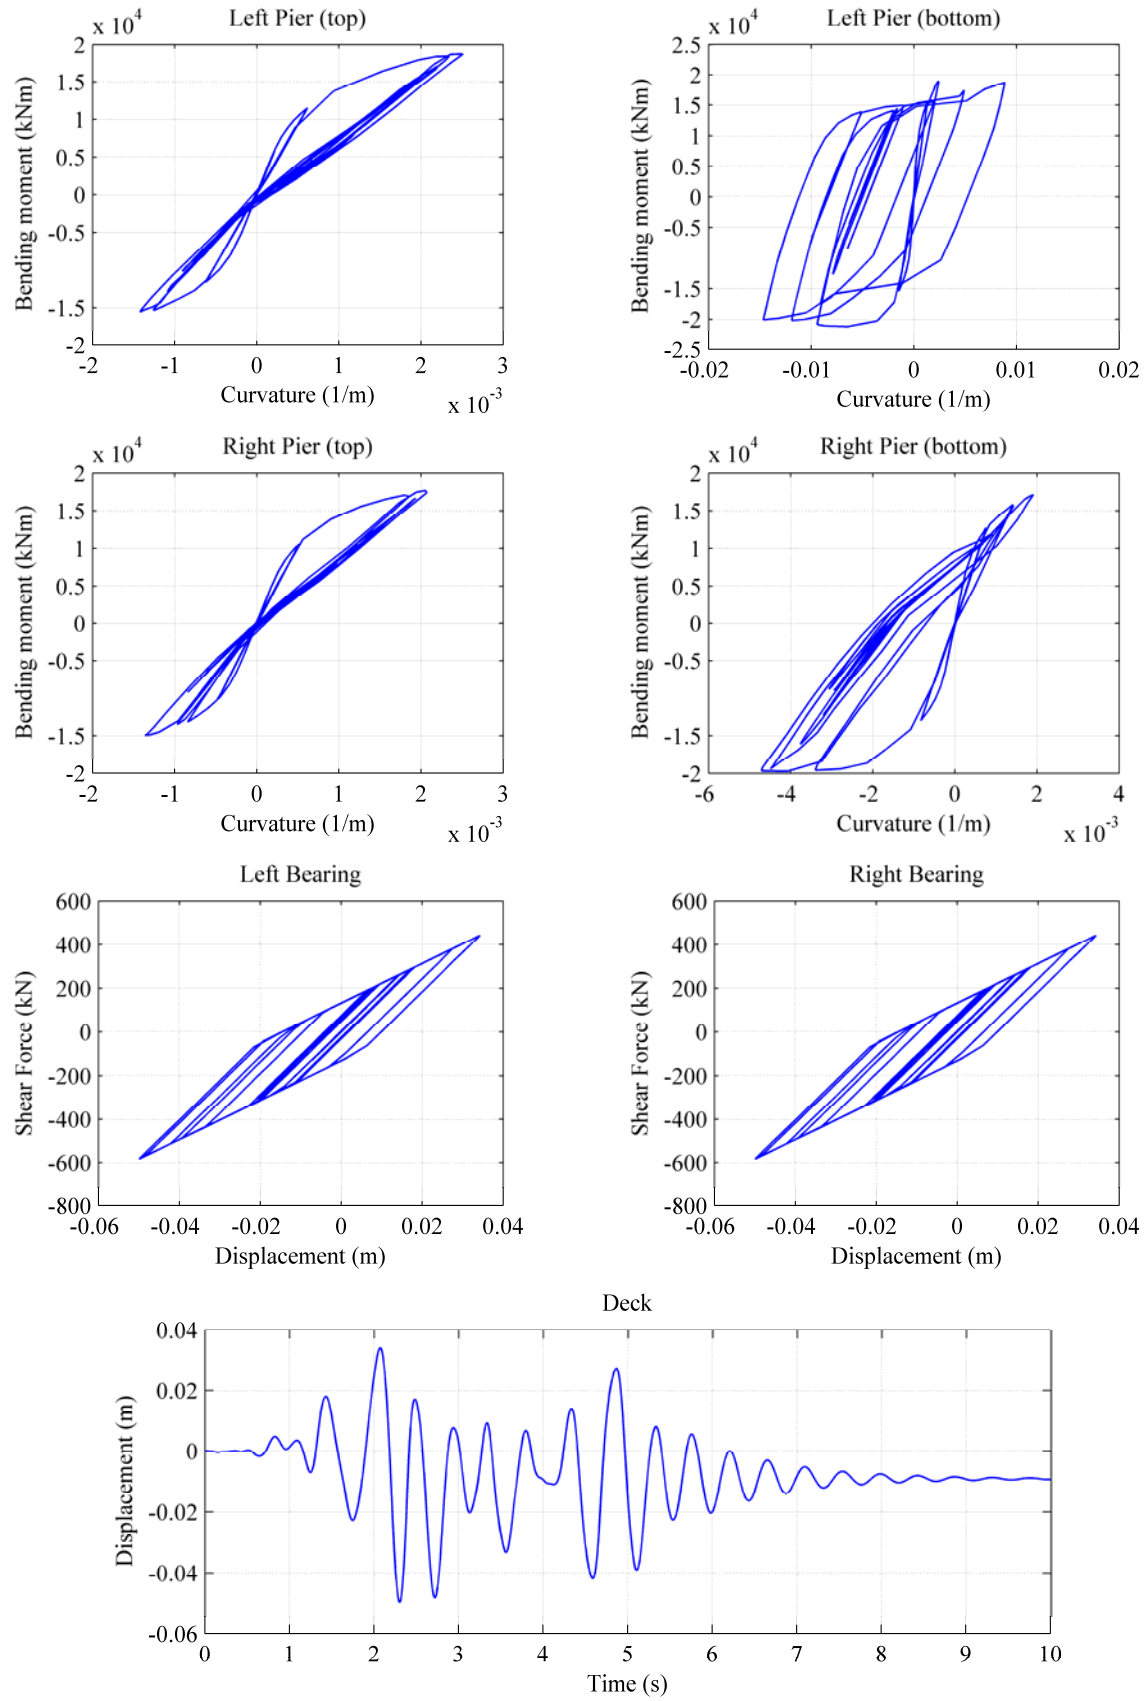 Left Pier (top)
x 10^4
2
1.5
1
0.5
0
-0.5
-1.5
-2
Bending moment (kNm)
-2 -1 0 1 2 3
Curvature (1/m)
x 10^-3
Left Pier (bottom)
x 10^4
2.5
2
1.5
1
0.5
0
-0.5
-1.5
-2
-2.5
Bending moment (kNm)
-0.02 -0.01 0 0.01 0.02
Curvature (1/m)
Right Pier (top)
x 10^4
2
1.5
1
0.5
0
-0.5
-1.5
-2
Bending moment (kNm)
-2 -1 0 1 2 3
Curvature (1/m)
x 10^-3
Right Pier (bottom)
x 10^4
2
1.5
1
0.5
0
-0.5
-1.5
-2
Bending moment (kNm)
-6 -4 -2 0 2 4
Curvature (1/m)
x 10^-3
Left Bearing
600
400
200
0
-200
-400
-600
-800
Shear Force (kN)
-0.06 -0.04 -0.02 0 0.02 0.04
Displacement (m)
Right Bearing
600
400
200
0
-200
-400
-600
-800
Shear Force (kN)
-0.06 -0.04 -0.02 0 0.02 0.04
Displacement (m)
Deck
0.04
0.02
0
-0.02
-0.04
-0.06
Displacement (m)
0 1 2 3 4 5 6 7 8 9 10
Time (s)